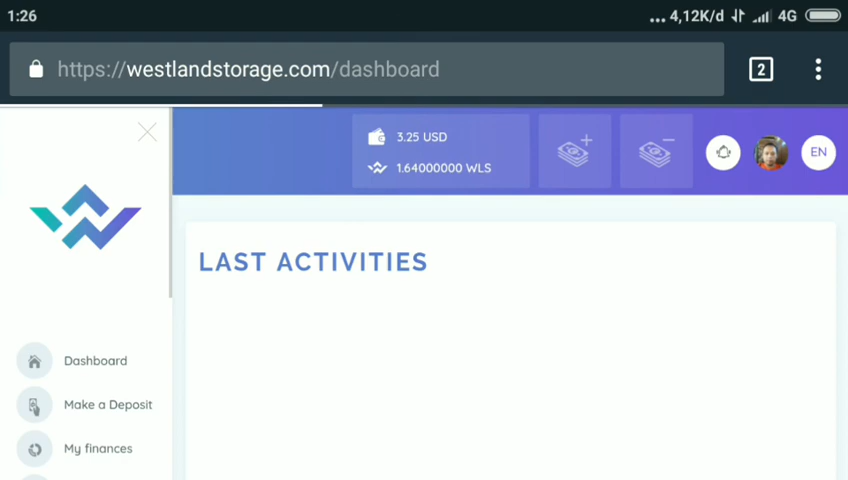 1:26
... 4,12K/d 4G
https://westlandstorage.com/dashboard
2
3.25 USD
1.64000000 WLS
EN
LAST ACTIVITIES
Dashboard
Make a Deposit
My finances